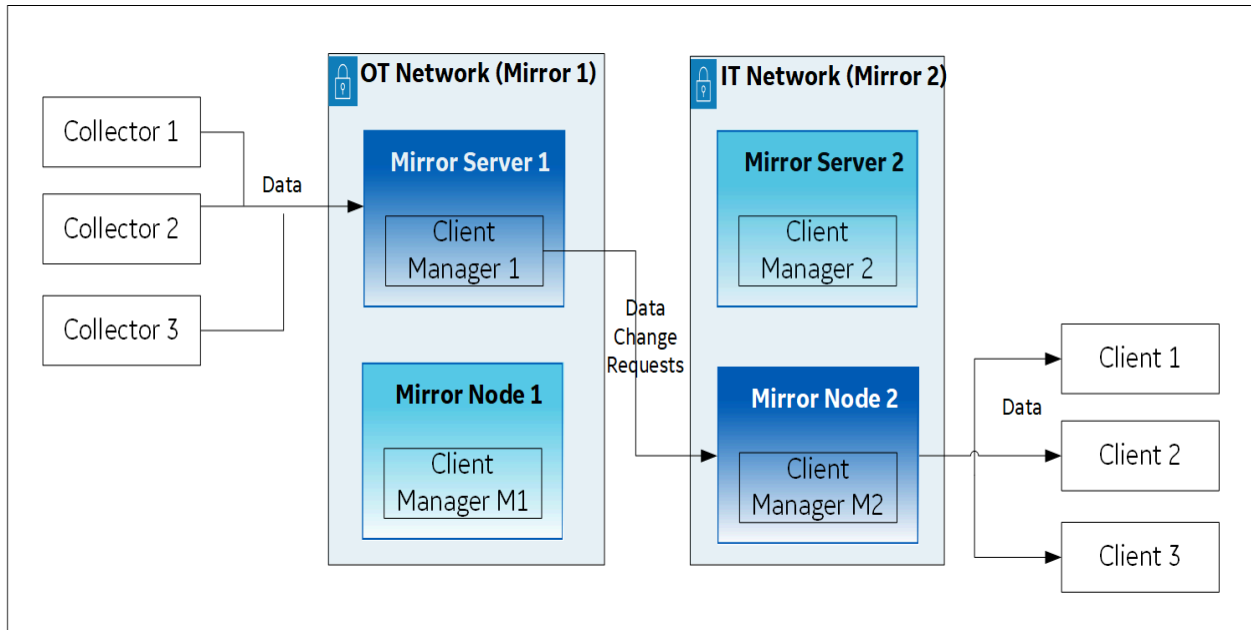 OT Network (Mirror 1)
IT Network (Mirror 2)
Collector 1
Collector 2
Collector 3
Data
Mirror Server 1
Client
Manager 1
Mirror Node 1
Client
Manager M1
Data
Change
Requests
Mirror Server 2
Client
Manager 2
Mirror Node 2
Client
Manager M2
Data
Client 1
Client 2
Client 3